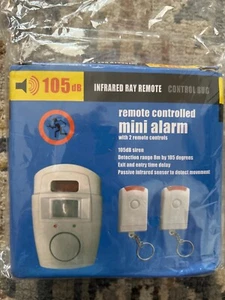 105dB
INFRARED RAY REMOTE CONTROL
remote controlled
mini alarm
with 2 remote controls
105dB siren
Detection range 8m by 105 degrees
Exit and entry time delay
Passive infrared sensor to detect movement